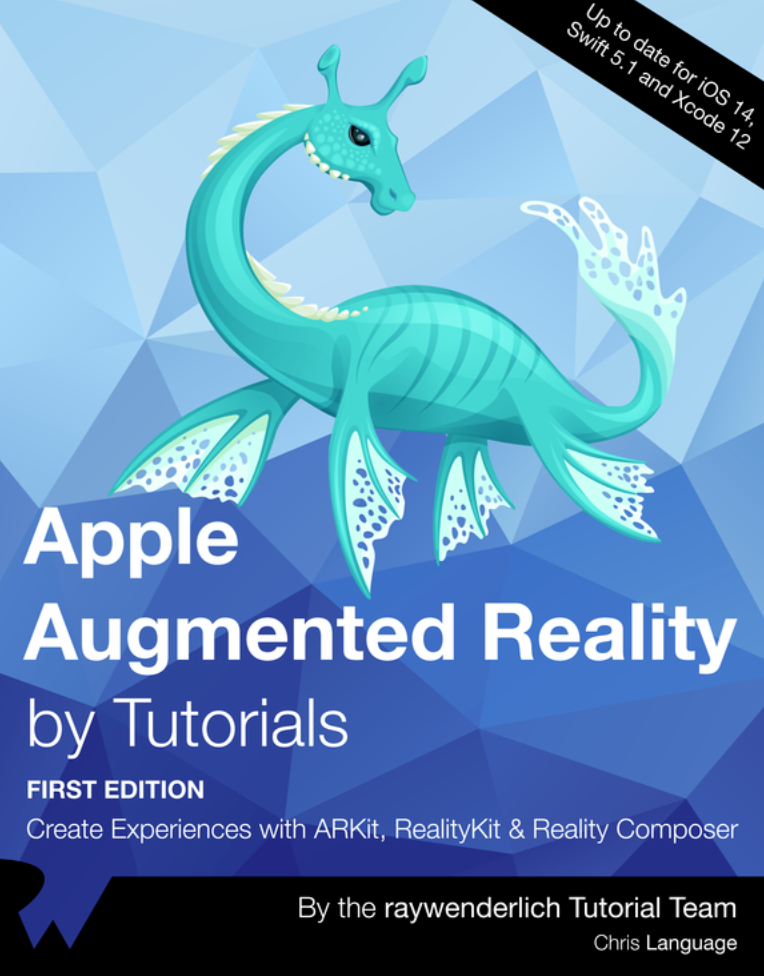 Up to date for iOS 14,
Swift 5.1 and Xcode 12
Apple
Augmented Reality
by Tutorials
FIRST EDITION
Create Experiences with ARKit, RealityKit & Reality Composer
By the raywenderlich Tutorial Team
Chris Language